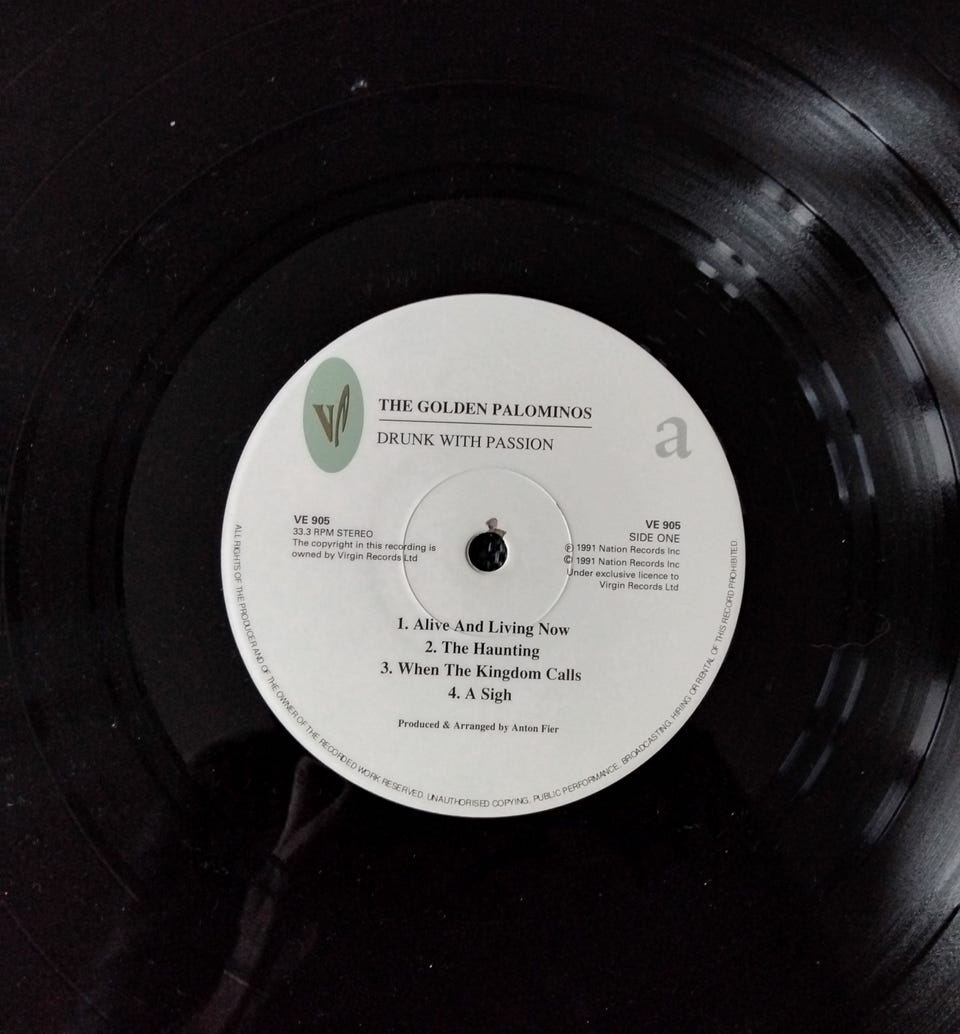 THE GOLDEN PALOMINOS
DRUNK WITH PASSION
a
VE 905
33.3 RPM STEREO
The copyright in this recording is
owned by Virgin Records Ltd
VE 905
SIDE ONE
℗ 1991 Nation Records Inc
© 1991 Nation Records Inc
Under exclusive licence to
Virgin Records Ltd
1. Alive And Living Now
2. The Haunting
3. When The Kingdom Calls
4. A Sigh
Produced & Arranged by Anton Fier
ALL RIGHTS OF THE PRODUCER AND OF THE OWNER OF THE RECORDED WORK RESERVED. UNAUTHORISED COPYING, PUBLIC PERFORMANCE, BROADCASTING, HIRING OR RENTAL OF THIS RECORD PROHIBITED